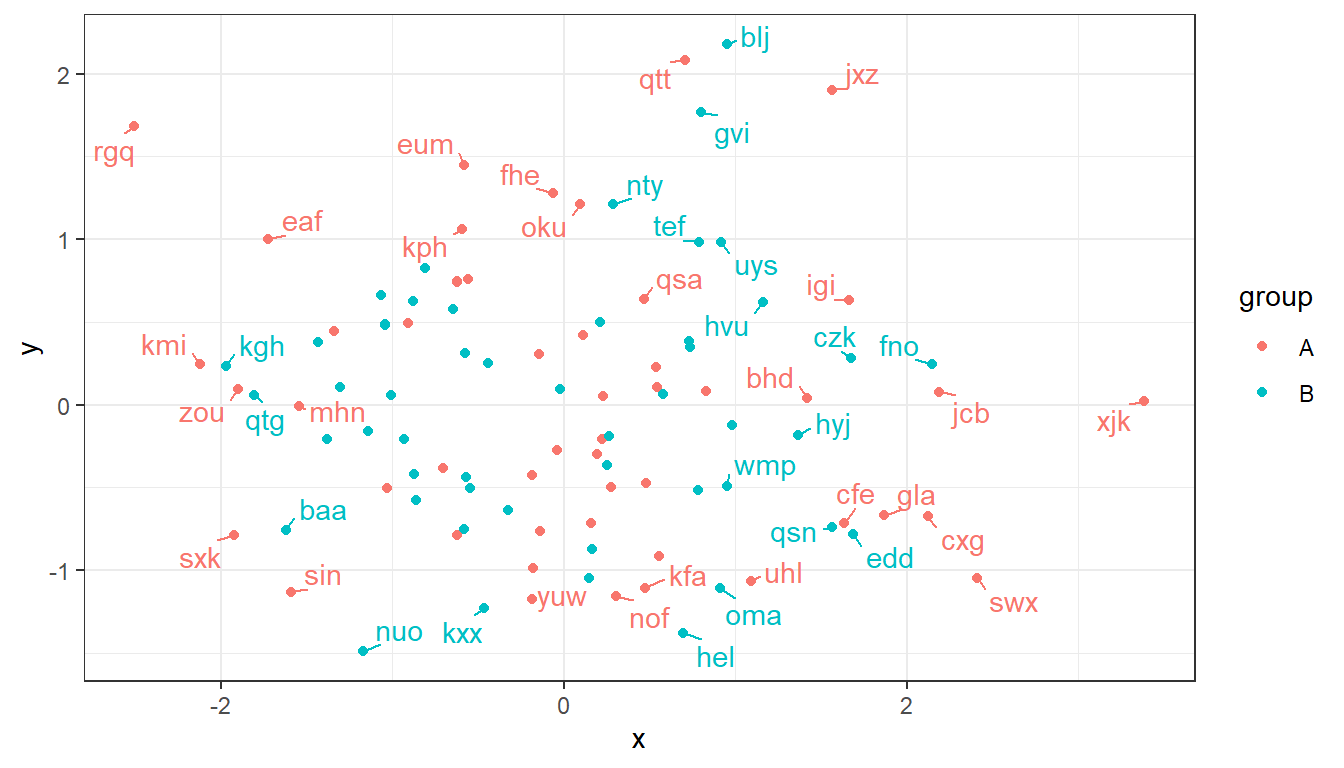 blj
qtt
jxz
2
gvi
rgq
eum
fhe
nty
eaf
oku
tef
1
kph
uys
qsa
igi
group
hvu
czk
fno
A
kmi
kgh
y
bhd
B
zou
qtg
mhn
0
jcb
xjk
hyj
wmp
cfe
gla
baa
qsn
cxg
sxk
edd
-1
sin
kfa
uhl
yuw
swx
nof
oma
nuo
kxx
hel
-2
0
2
x